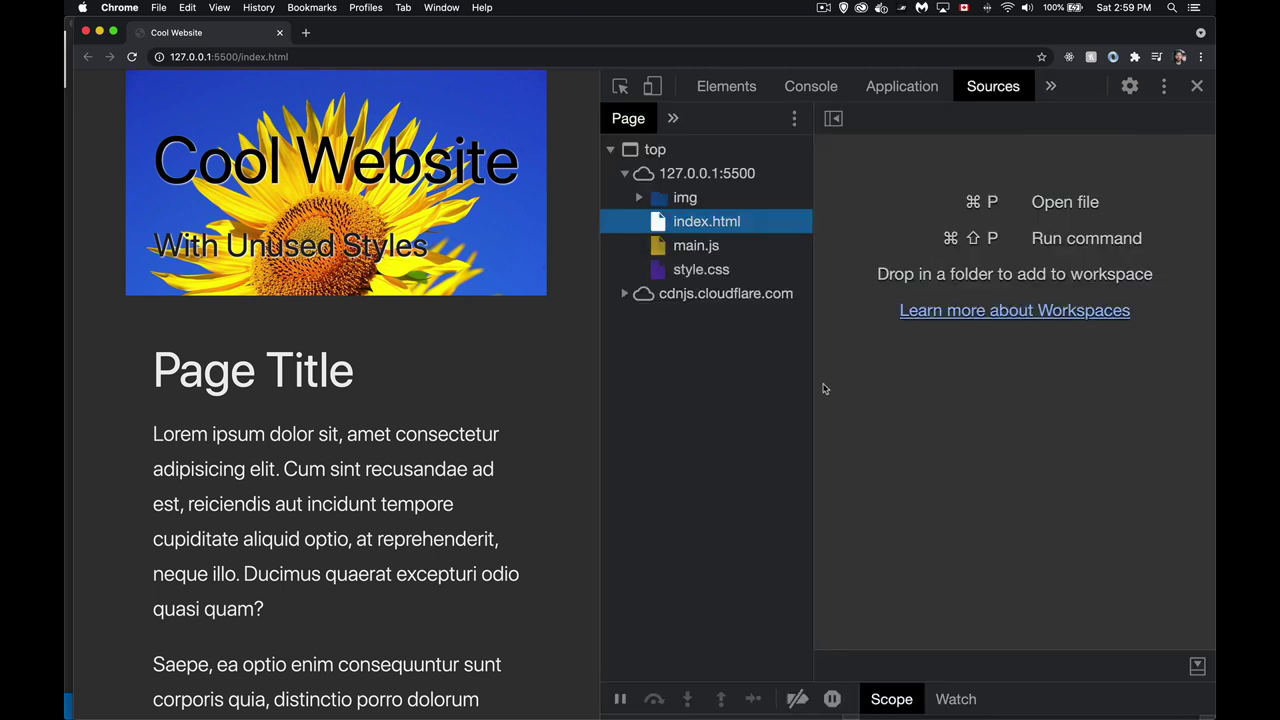 Chrome File Edit View History Bookmarks Profiles Tab Window Help 100% Sat 2:59 PM
Cool Website
127.0.0.1:5500/index.html
Cool Website
With Unused Styles
Page Title
Lorem ipsum dolor sit, amet consectetur
adipisicing elit. Cum sint recusandae ad
est, reiciendis aut incidunt tempore
cupiditate aliquid optio, at reprehenderit,
neque illo. Ducimus quaerat excepturi odio
quasi quam?
Saepe, ea optio enim consequuntur sunt
corporis quia, distinctio porro dolorum
Elements Console Application Sources
Page
top
127.0.0.1:5500
img
index.html
main.js
style.css
cdnjs.cloudflare.com
⌘ P Open file
⌘ ⇧ P Run command
Drop in a folder to add to workspace
Learn more about Workspaces
Scope Watch